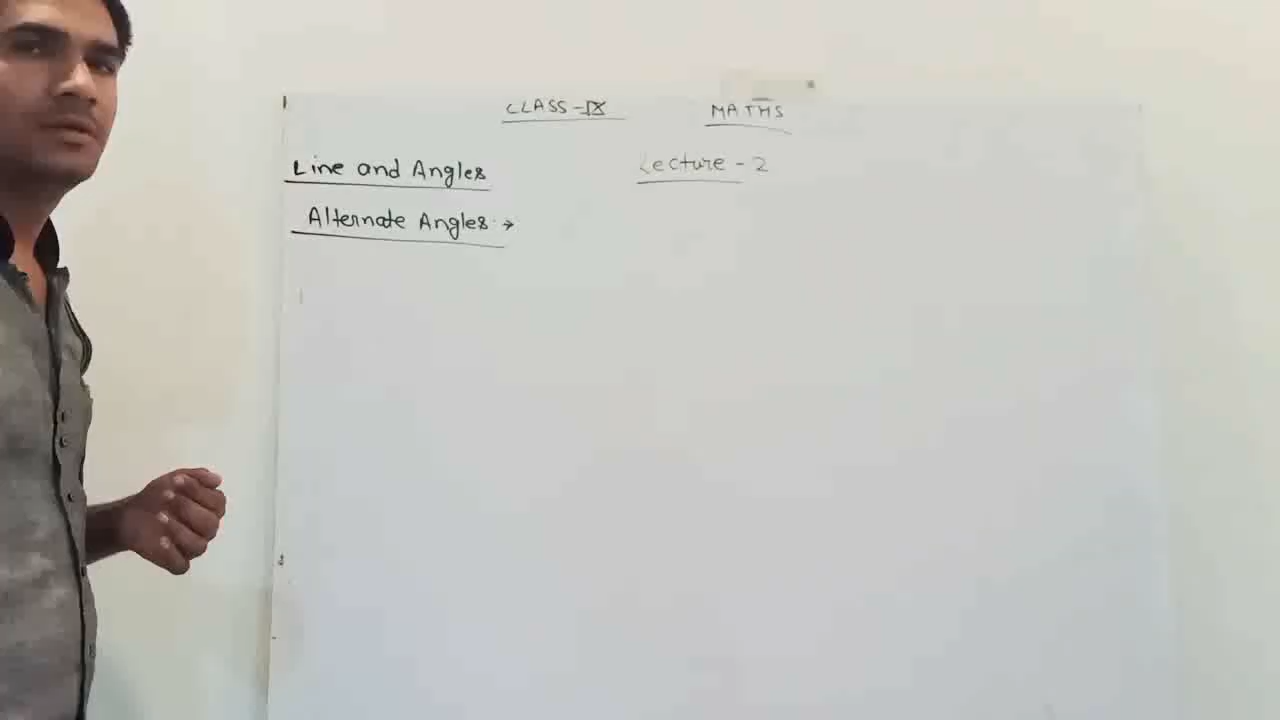 CLASS-IX MATHS
Line and Angles Lecture - 2
Alternate Angles :→